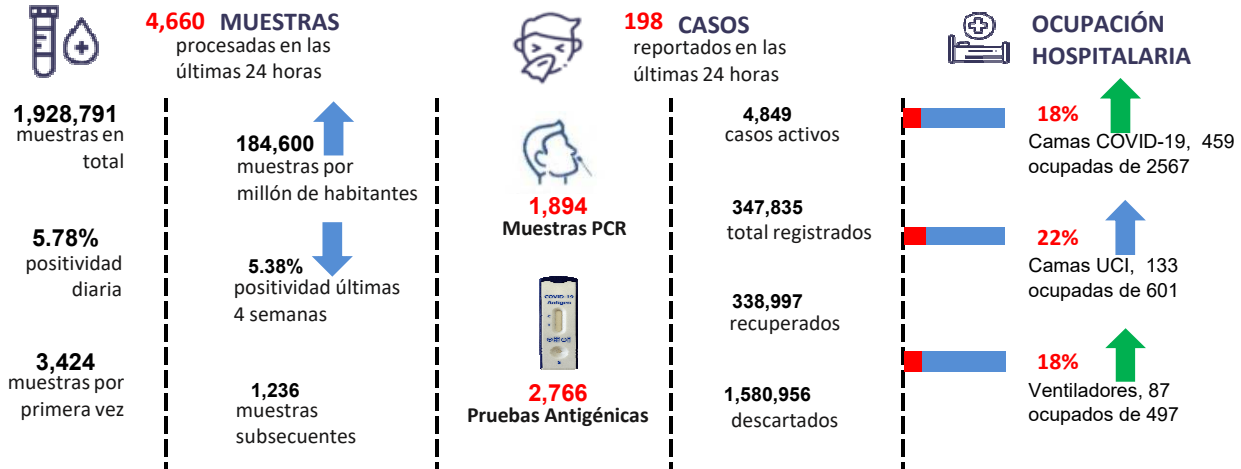 4,660 MUESTRAS
procesadas en las
últimas 24 horas
1,928,791
muestras en
total
5.78%
positividad
diaria
3,424
muestras por
primera vez
184,600
muestras por
millón de habitantes
5.38%
positividad últimas
4 semanas
1,236
muestras
subsecuentes
198 CASOS
reportados en las
últimas 24 horas
1,894
Muestras PCR
COVID-19
Antigen
2,766
Pruebas Antigénicas
4,849
casos activos
347,835
total registrados
338,997
recuperados
1,580,956
descartados
OCUPACIÓN
HOSPITALARIA
18%
Camas COVID-19, 459
ocupadas de 2567
22%
Camas UCI, 133
ocupadas de 601
18%
Ventiladores, 87
ocupados de 497